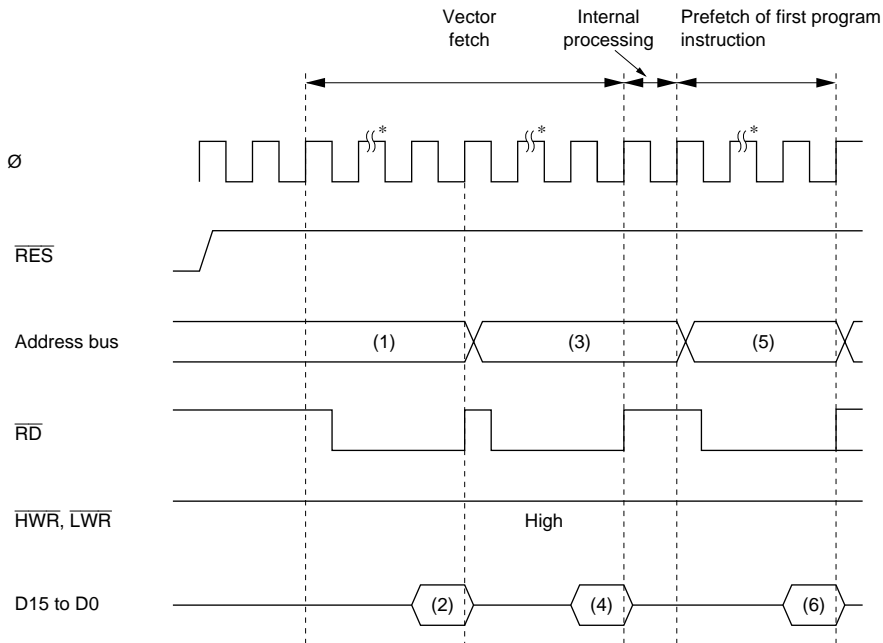 Vector
fetch
Internal
processing
Prefetch of first program
instruction
*
*
*
Ø
RES
Address bus
(1)
(3)
(5)
RD
HWR, LWR
High
D15 to D0
(2)
(4)
(6)